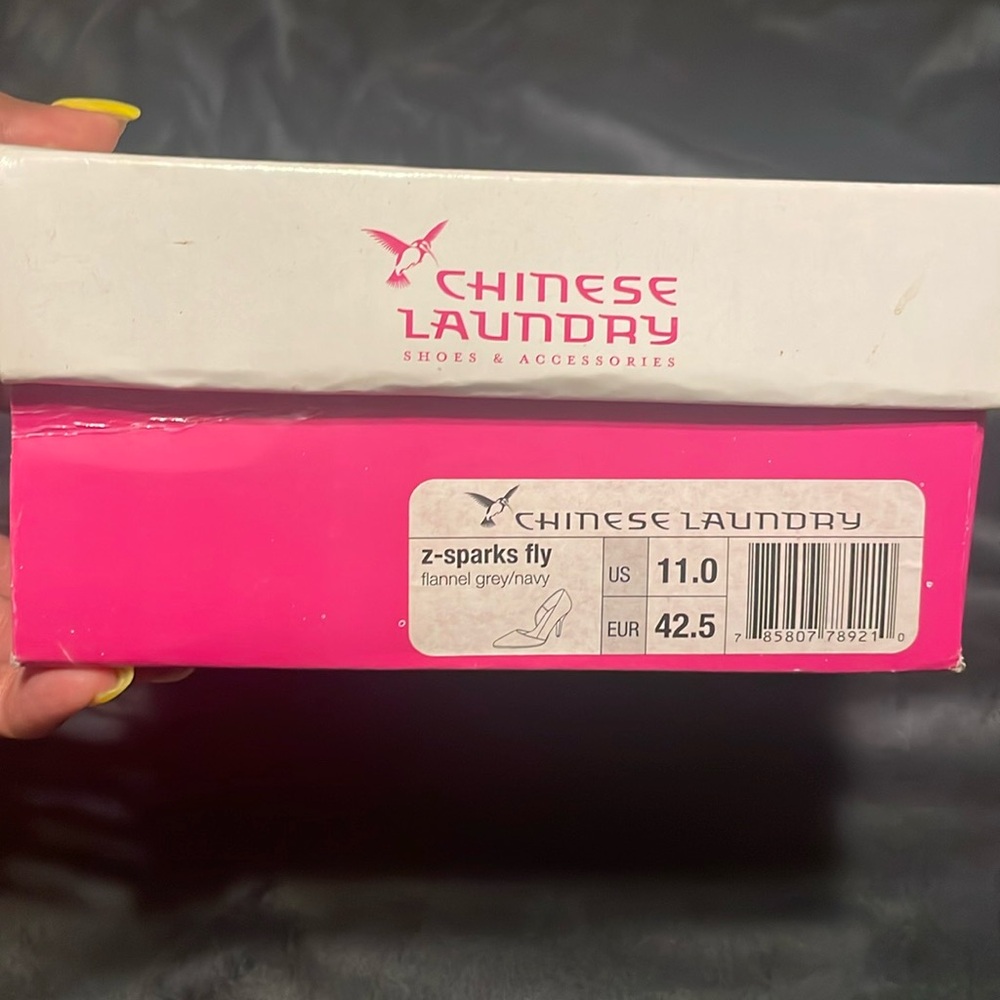 CHINESE
LAUNDRY
SHOES & ACCESSORIES
CHINESE LAUNDRY
z-sparks fly
flannel grey/navy
US 11.0
EUR 42.5
7 85807 78921 0